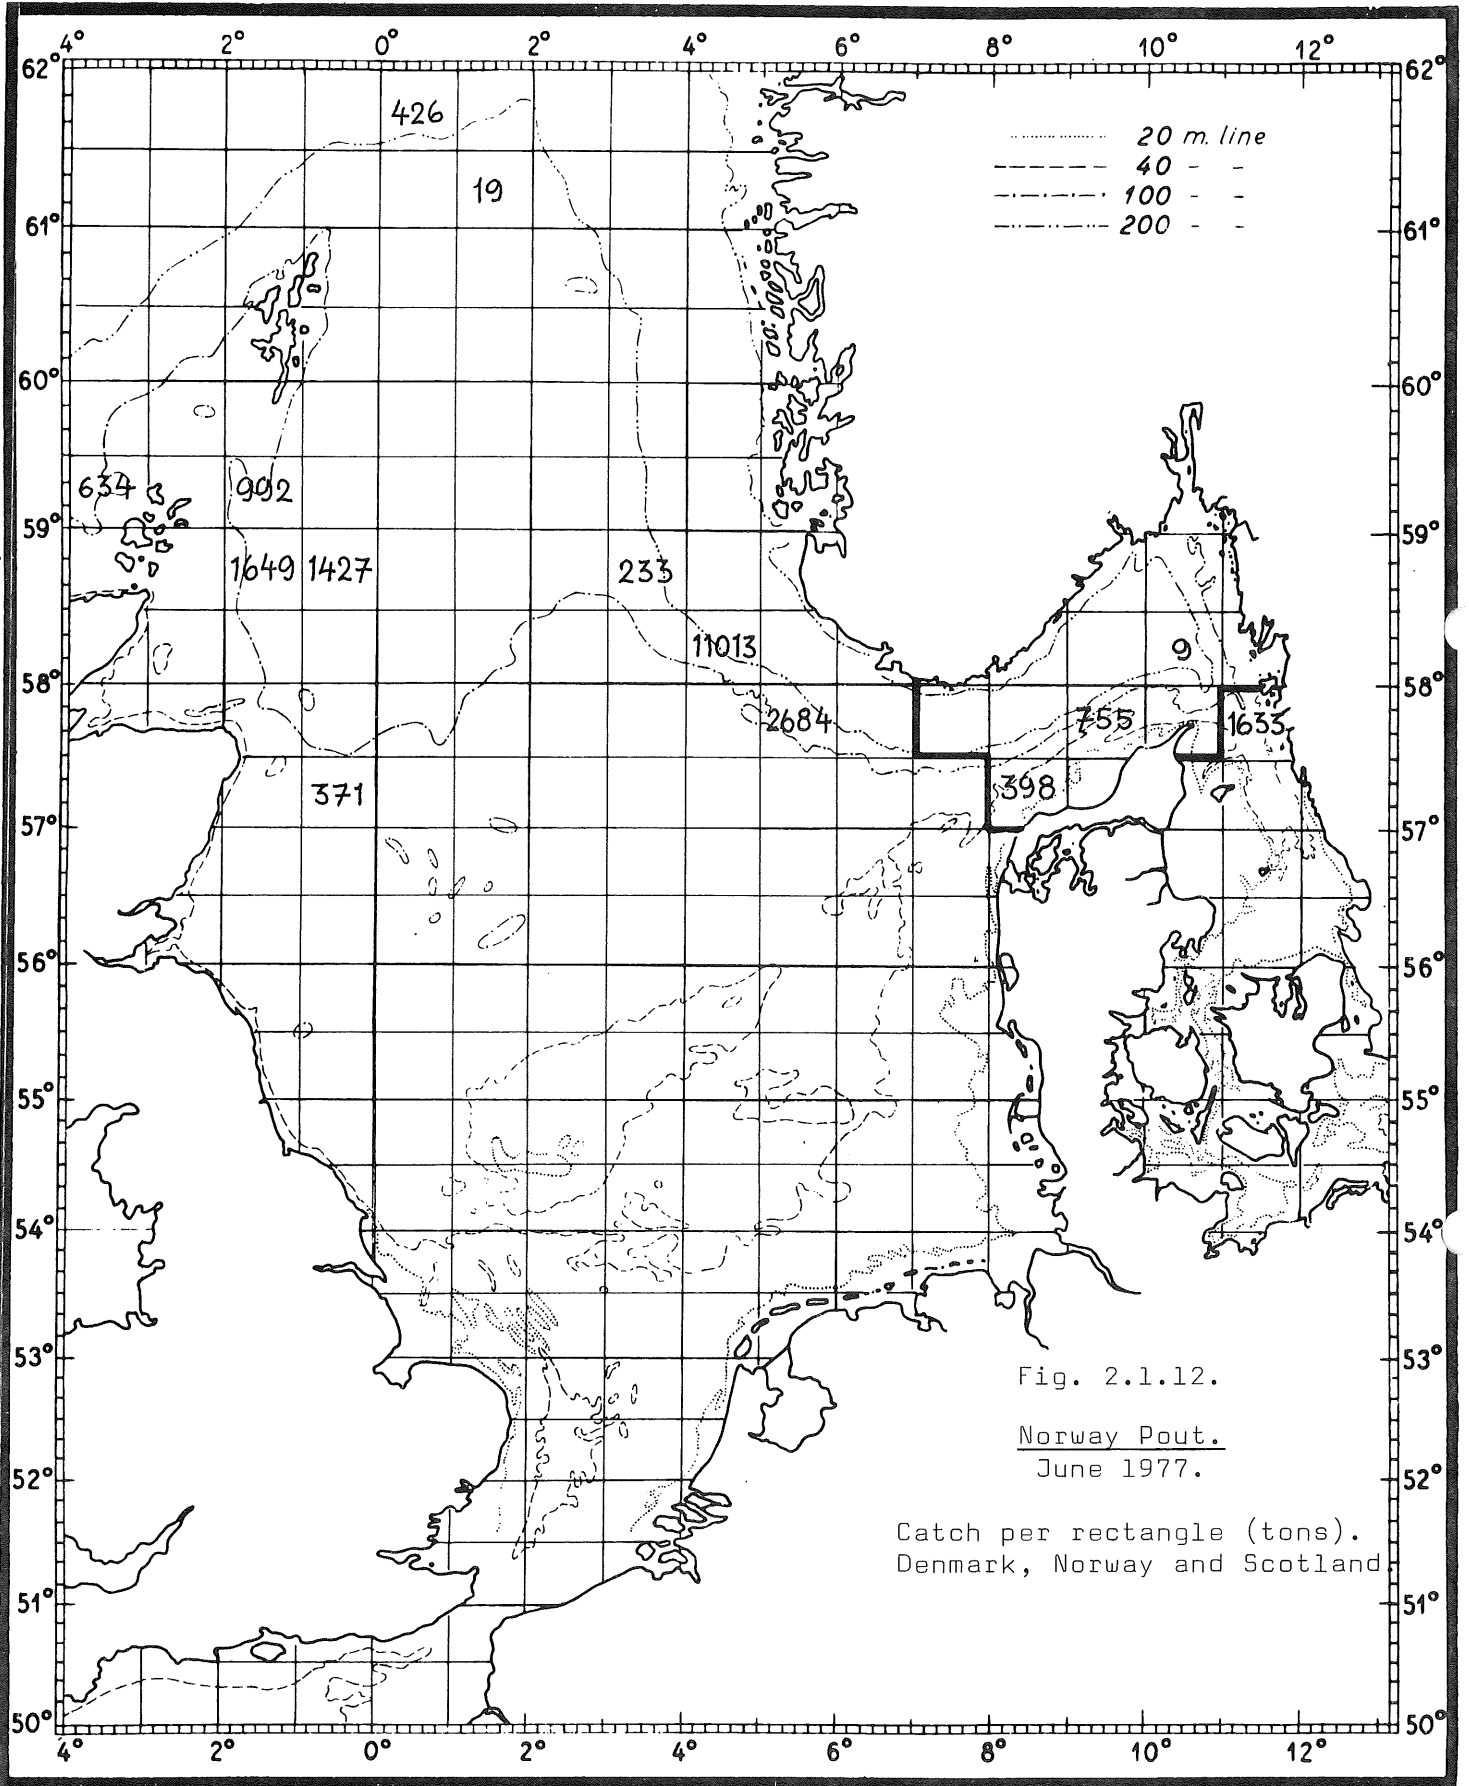 4° 2° 0° 2° 4° 6° 8° 10° 12°
62° 62°
426
20 m. line
40 - -
19
100 - -
61° 200 - - 61°
60° 60°
634 992
59° 59°
1649 1427 233
11013 9
58° 58°
2684 755 1633
371 398
57° 57°
56° 56°
55° 55°
54° 54°
53° 53°
Fig. 2.1.12.
Norway Pout.
June 1977.
52° 52°
Catch per rectangle (tons).
Denmark, Norway and Scotland.
51° 51°
50° 50°
4° 2° 0° 2° 4° 6° 8° 10° 12°